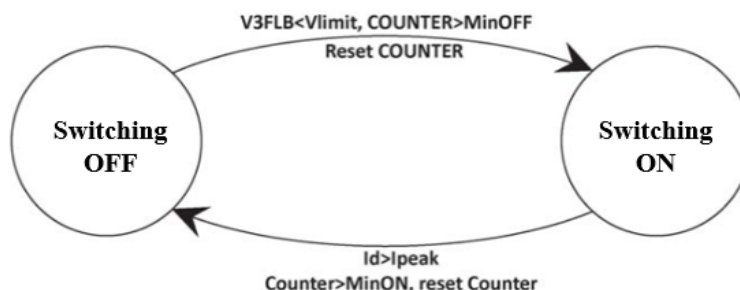 V3FLB<Vlimit, COUNTER>MinOFF
Reset COUNTER
Switching
OFF
Switching
ON
Id>Ipeak
Counter>MinON, reset Counter